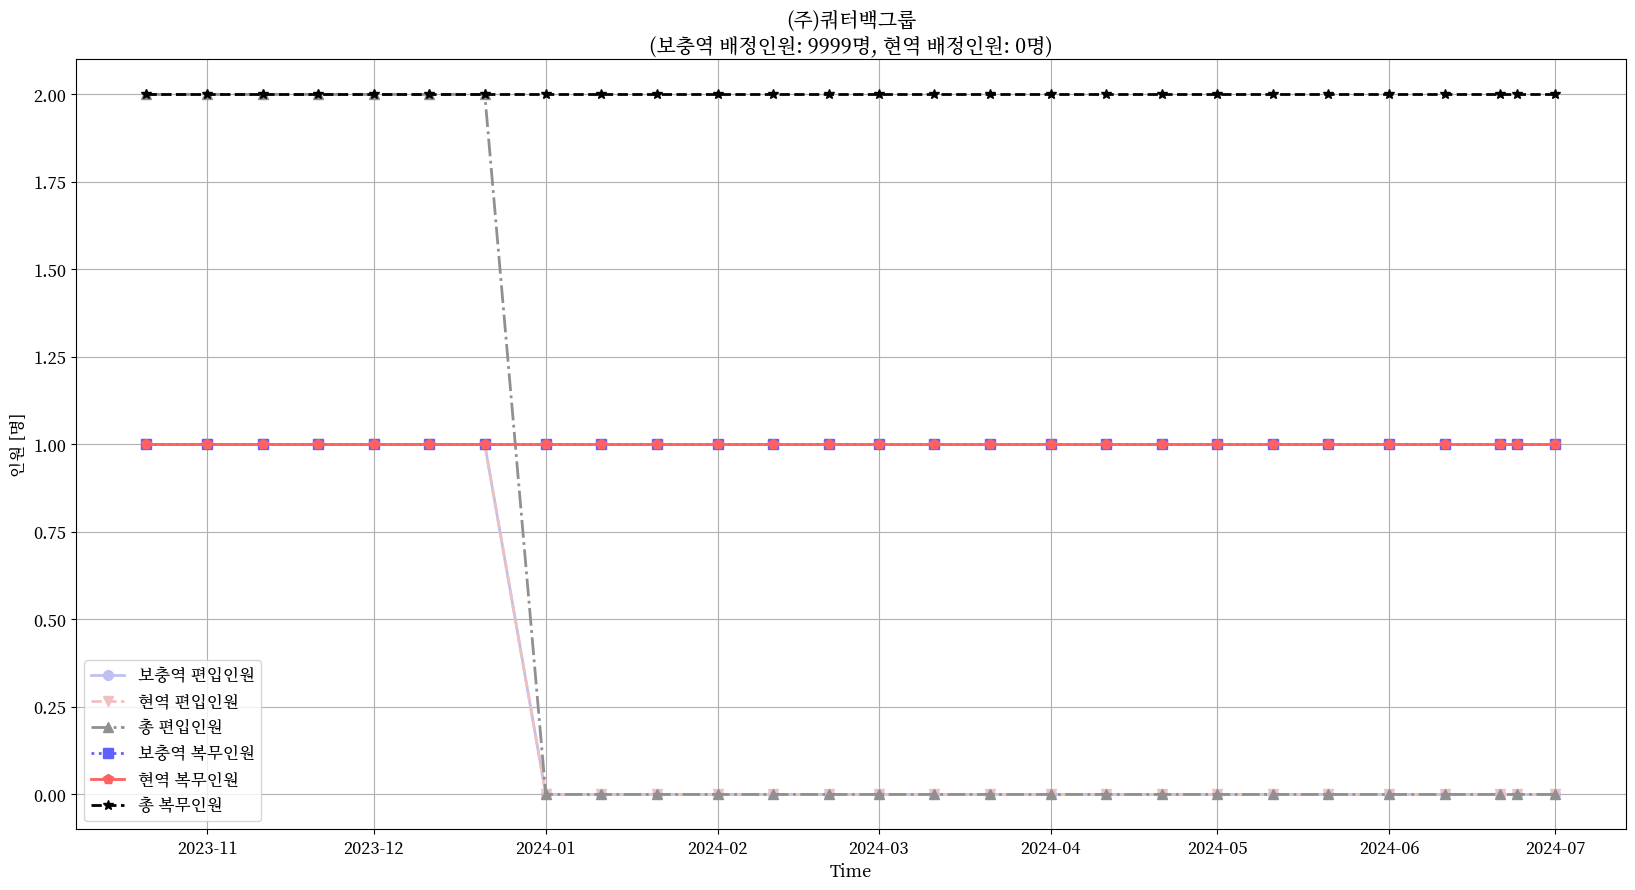 (주)쿼터백그룹
(보충역 배정인원: 9999명, 현역 배정인원: 0명)
2.00
1.75
1.50
1.25
1.00
0.75
0.50
0.25
0.00
인원 [명]
보충역 편입인원
현역 편입인원
총 편입인원
보충역 복무인원
현역 복무인원
총 복무인원
2023-11 2023-12 2024-01 2024-02 2024-03 2024-04 2024-05 2024-06 2024-07
Time